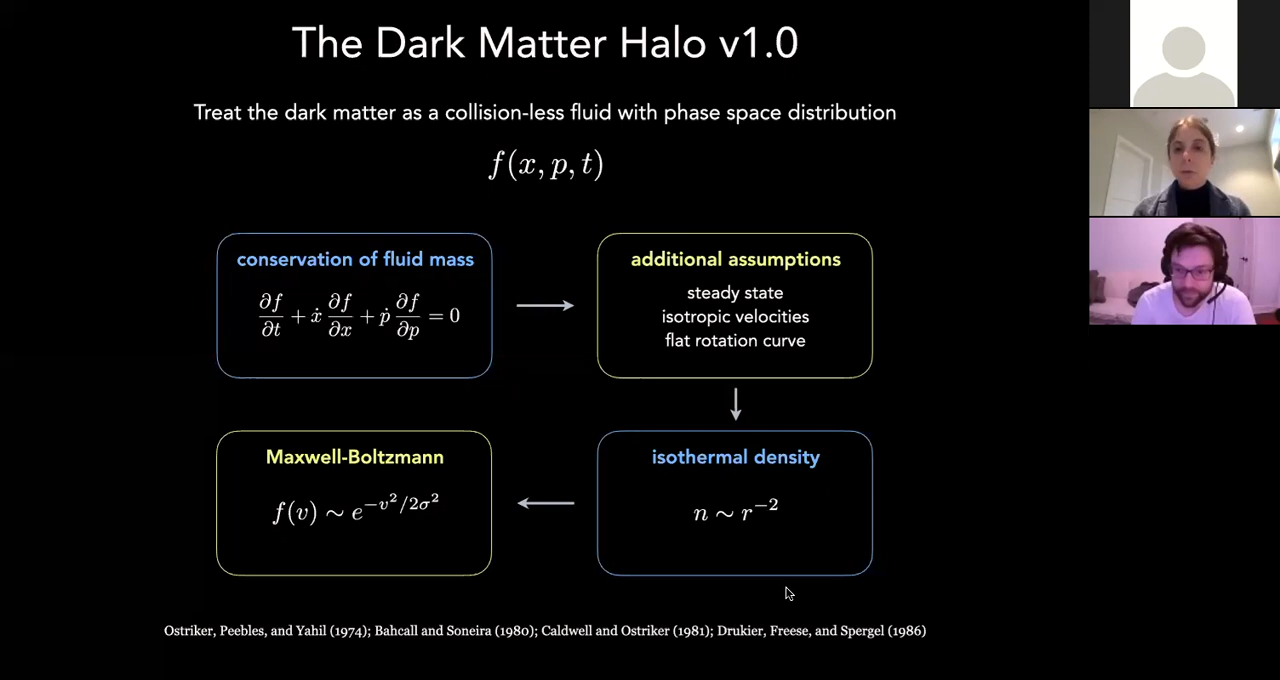 The Dark Matter Halo v1.0
Treat the dark matter as a collision-less fluid with phase space distribution
f(x, p, t)
conservation of fluid mass
∂f/∂t + ẋ ∂f/∂x + ṗ ∂f/∂p = 0
additional assumptions
steady state
isotropic velocities
flat rotation curve
Maxwell-Boltzmann
f(v) ∼ e^{−v²/2σ²}
isothermal density
n ∼ r^{−2}
Ostriker, Peebles, and Yahil (1974); Bahcall and Soneira (1980); Caldwell and Ostriker (1981); Drukier, Freese, and Spergel (1986)